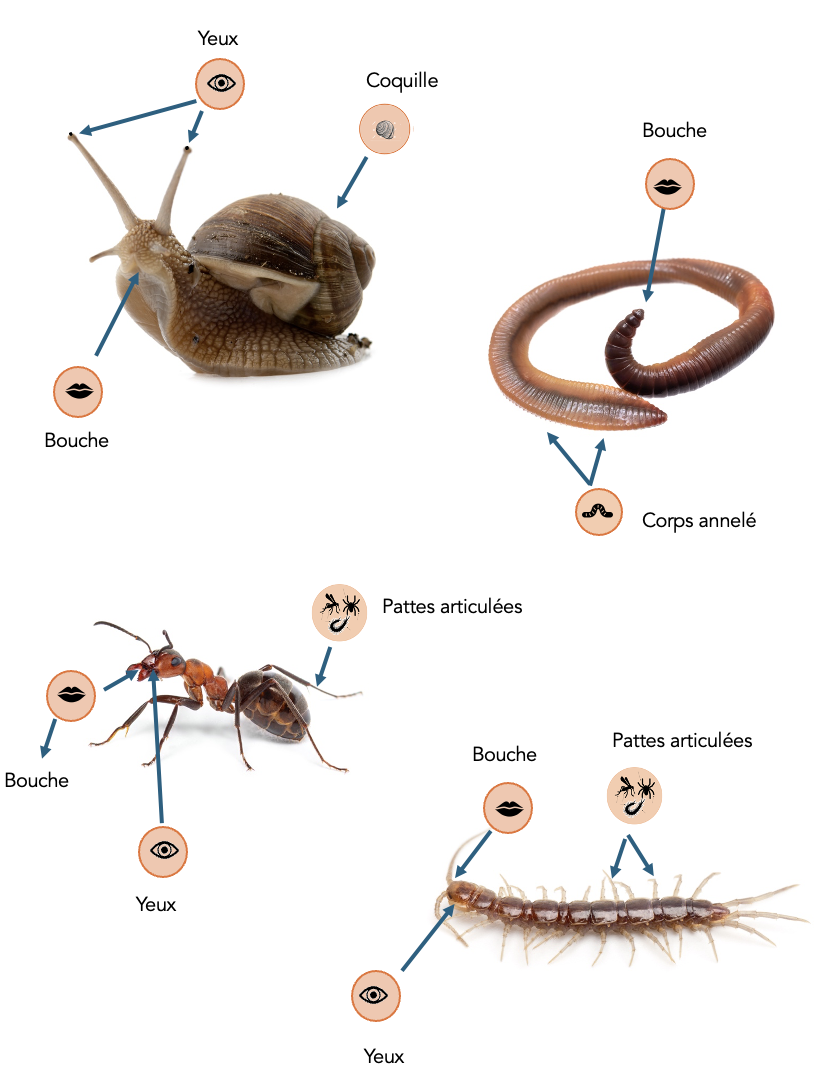 Yeux
Coquille
Bouche
Bouche
Corps annelé
Pattes articulées
Bouche
Yeux
Bouche
Pattes articulées
Yeux